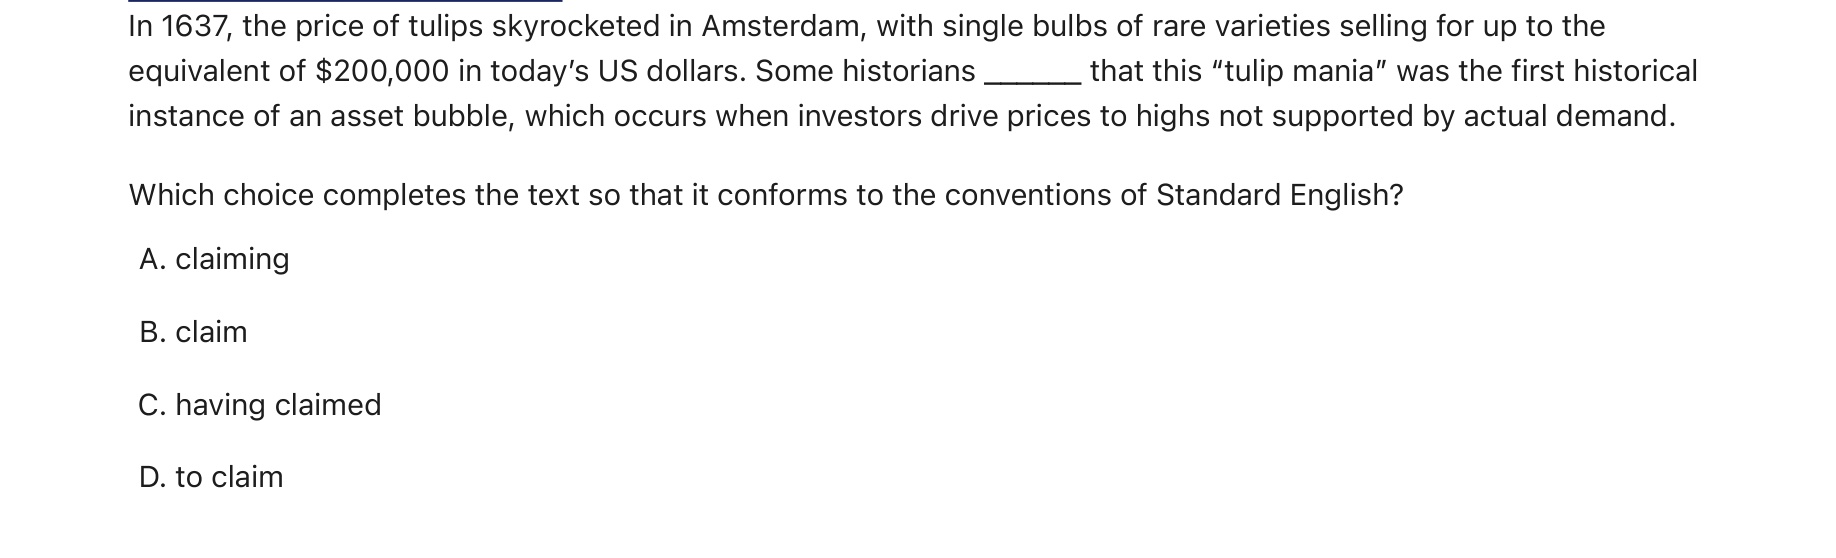 In 1637, the price of tulips skyrocketed in Amsterdam, with single bulbs of rare varieties selling for up to the
equivalent of $200,000 in today’s US dollars. Some historians ______ that this “tulip mania” was the first historical
instance of an asset bubble, which occurs when investors drive prices to highs not supported by actual demand.
Which choice completes the text so that it conforms to the conventions of Standard English?
A. claiming
B. claim
C. having claimed
D. to claim